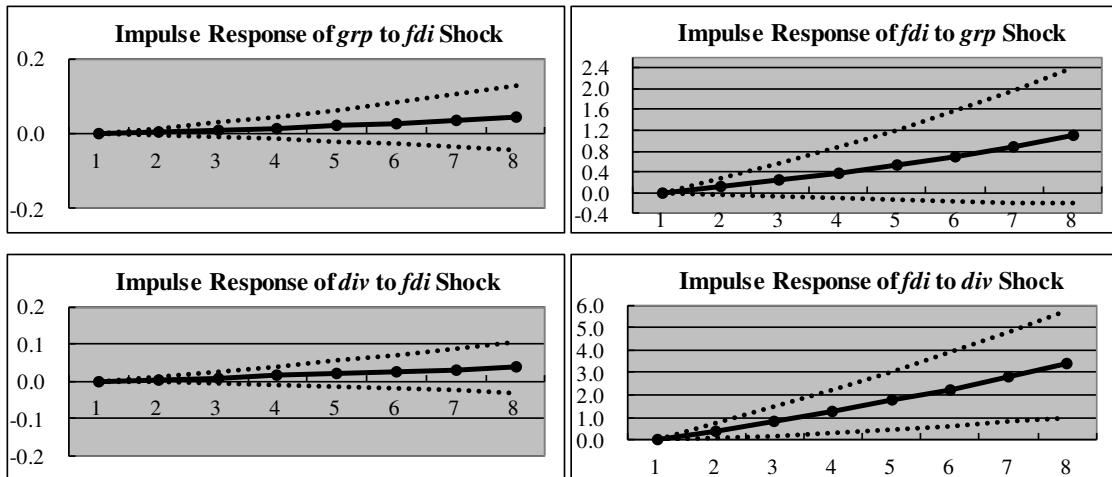 Impulse Response of grp to fdi Shock
0.2
0.0
-0.2
1 2 3 4 5 6 7 8
Impulse Response of fdi to grp Shock
2.4
2.0
1.6
1.2
0.8
0.4
0.0
-0.4
1 2 3 4 5 6 7 8
Impulse Response of div to fdi Shock
0.2
0.1
0.0
-0.1
-0.2
1 2 3 4 5 6 7 8
Impulse Response of fdi to div Shock
6.0
5.0
4.0
3.0
2.0
1.0
0.0
1 2 3 4 5 6 7 8